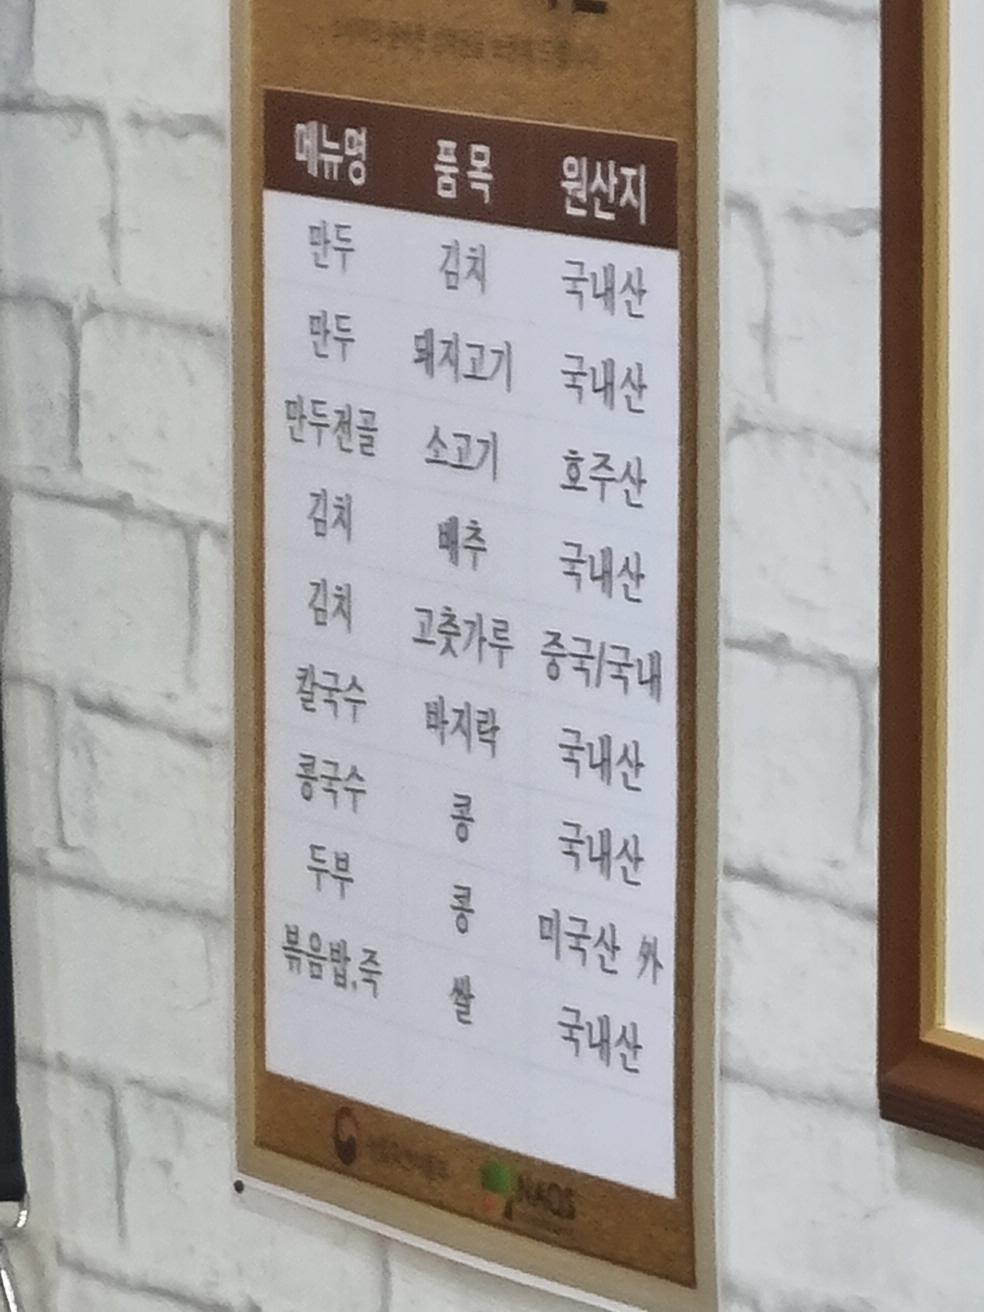 메뉴명 품목 원산지
만두 김치 국내산
만두 돼지고기 국내산
만두전골 소고기 호주산
김치 배추 국내산
김치 고춧가루 중국/국내
칼국수 바지락 국내산
콩국수 콩 국내산
두부 콩 미국산 外
볶음밥,죽 쌀 국내산
NAQS